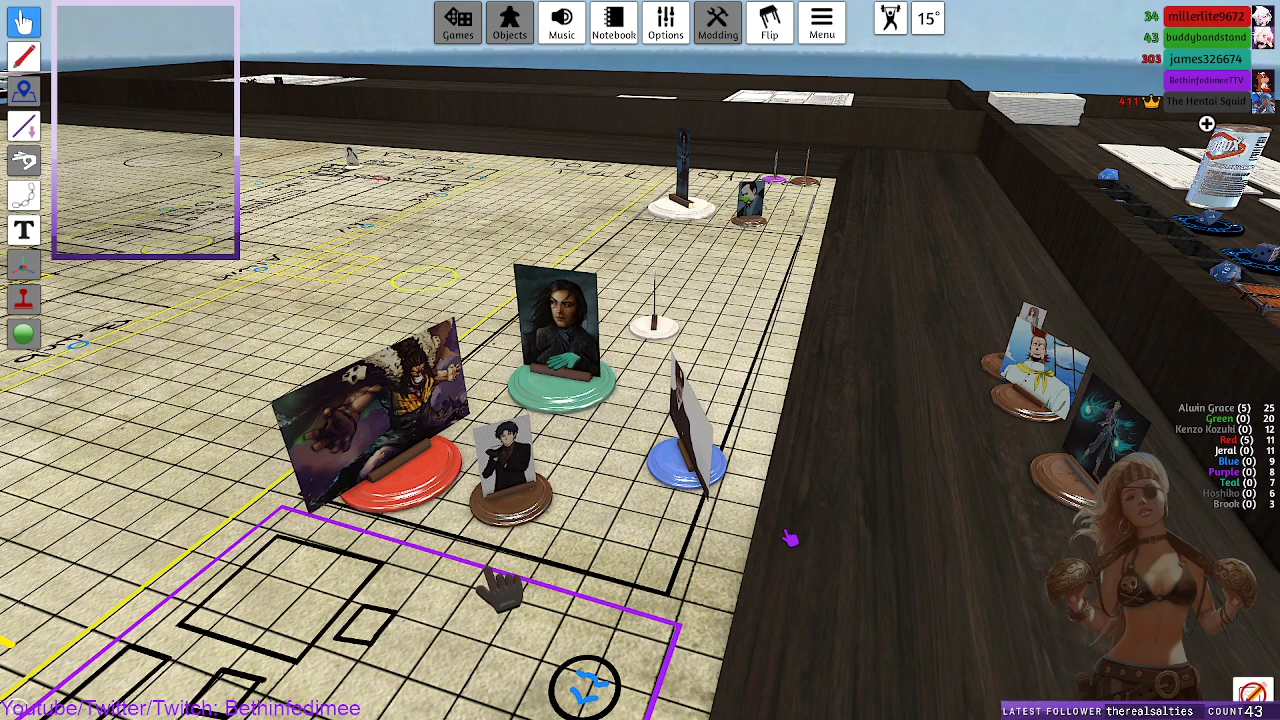 Games
Objects
Music
Notebook
Options
Modding
Flip
Menu
15°
34 millerlite9672
43 buddybandstand
303 james326674
BethinfedimeeTTV
411 The Hentai Squid
T
Alwin Grace (5) 25
Green (0) 20
Kenzo Kozuki (0) 12
Red (5) 11
Jeral (0) 11
Blue (0) 9
Purple (0) 8
Teal (0) 7
Hoshiko (0) 6
Brook (0) 3
Youtube/Twitter/Twitch: Bethinfedimee
LATEST FOLLOWER therealsalties COUNT 43